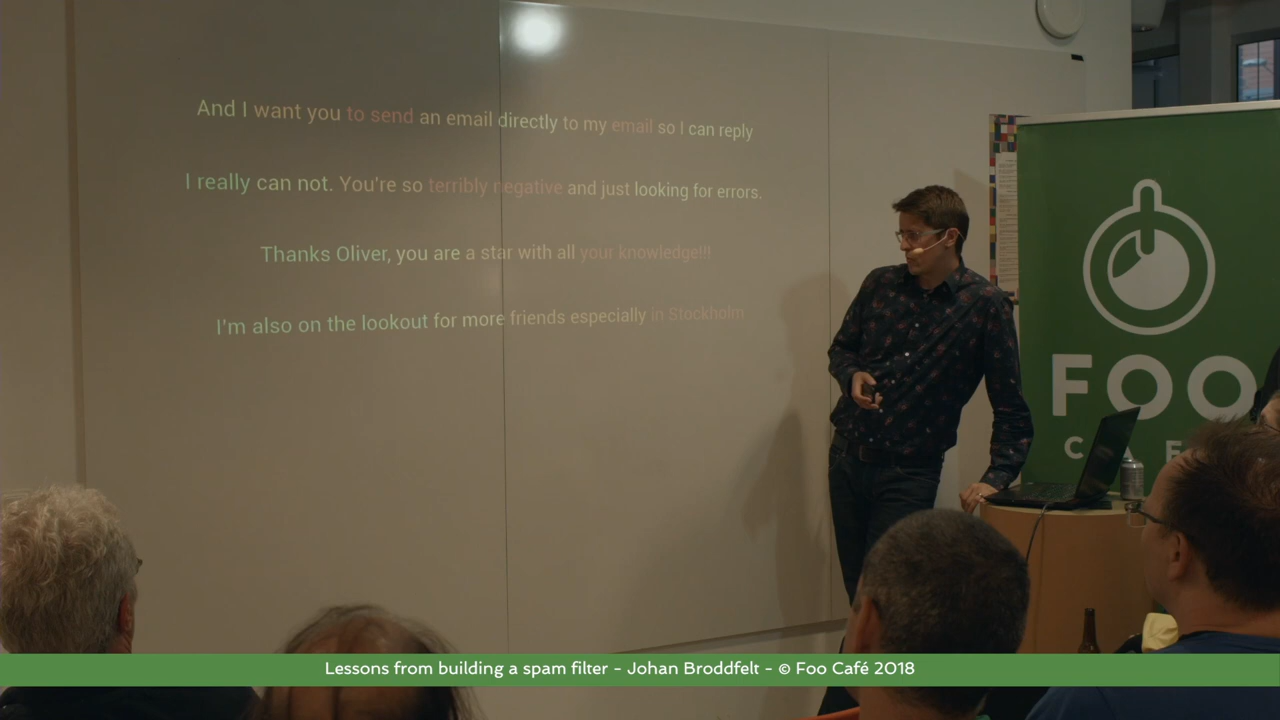 And I want you to send an email directly to my email so I can reply
I really can not. You're so terribly negative and just looking for errors.
Thanks Oliver, you are a star with all your knowledge!!!
I'm also on the lookout for more friends especially in Stockholm
FOO
CAF
Lessons from building a spam filter - Johan Broddfelt - © Foo Café 2018